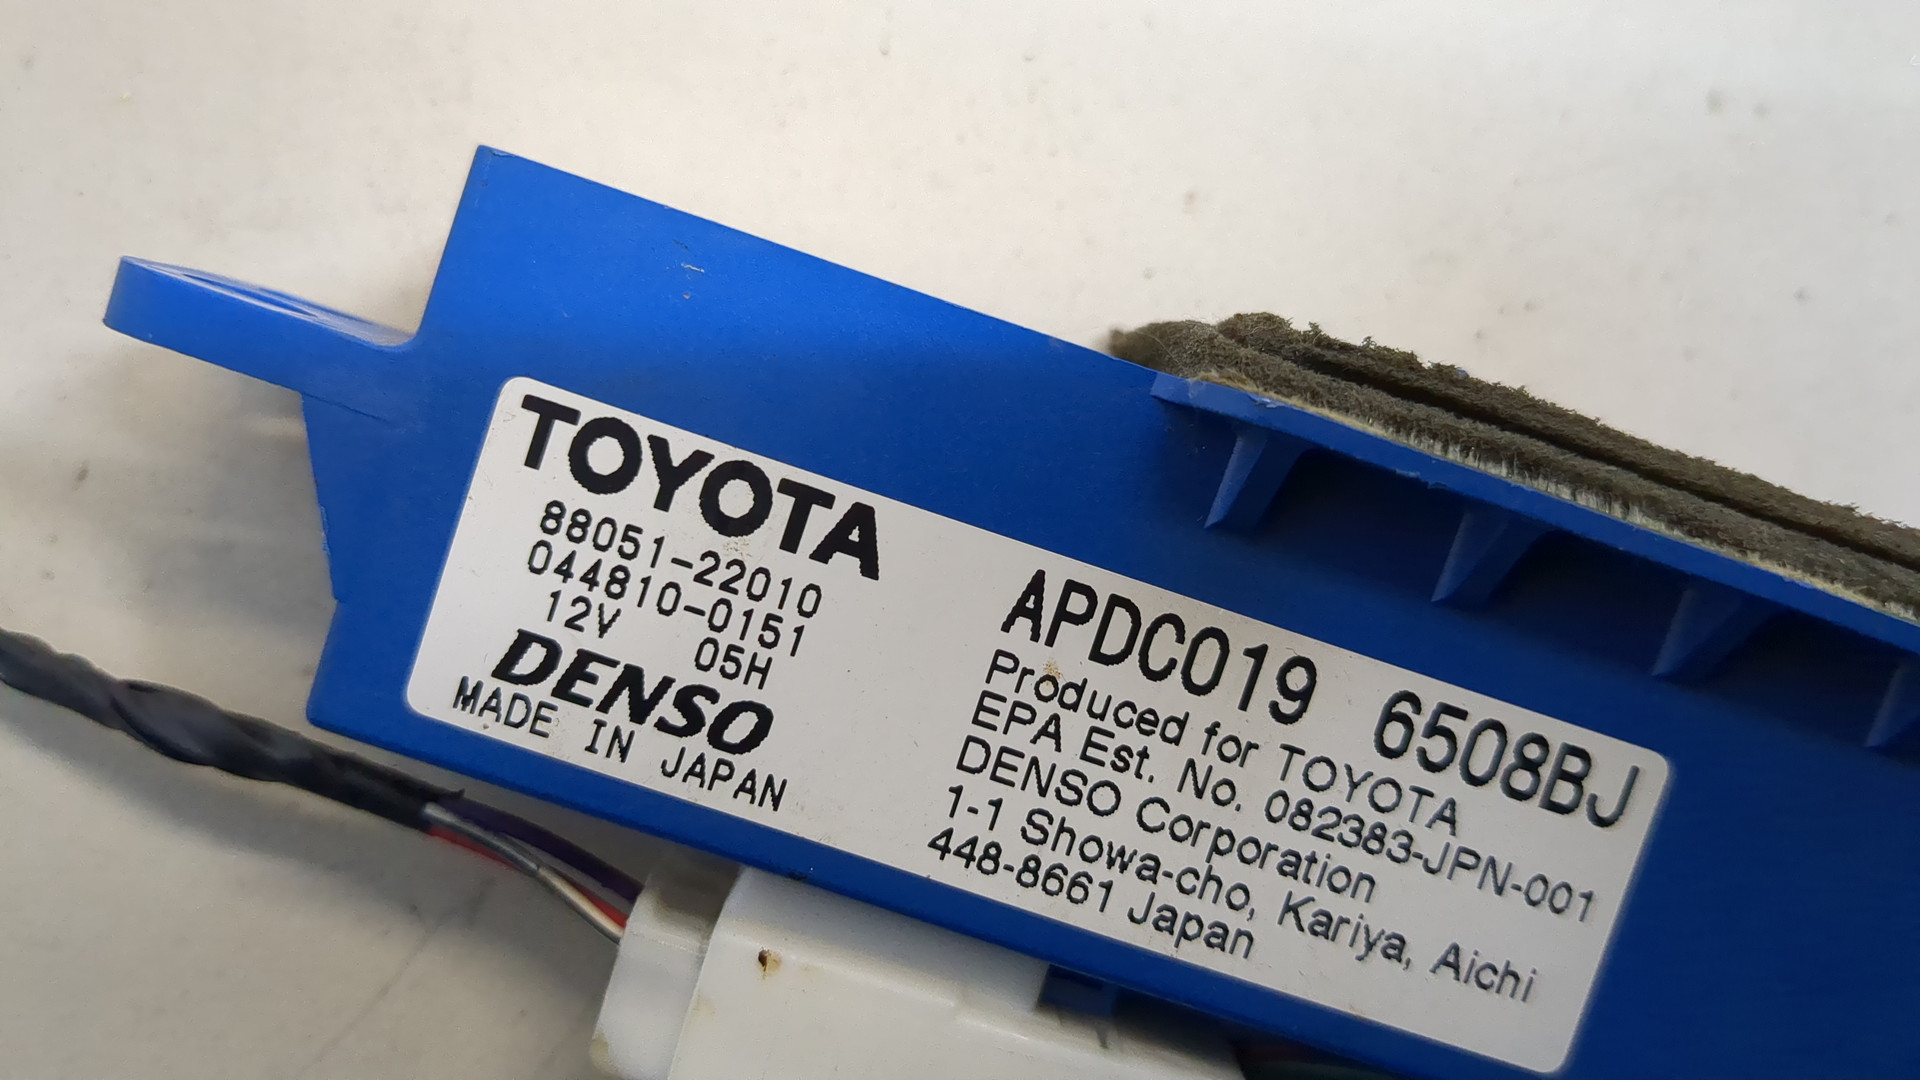 TOYOTA
88051-22010
044810-0151
12V 05H
DENSO
MADE IN JAPAN
APDC019 6508BJ
Produced for TOYOTA
EPA Est. No. 082383-JPN-001
DENSO Corporation
1-1 Showa-cho, Kariya, Aichi
448-8661 Japan